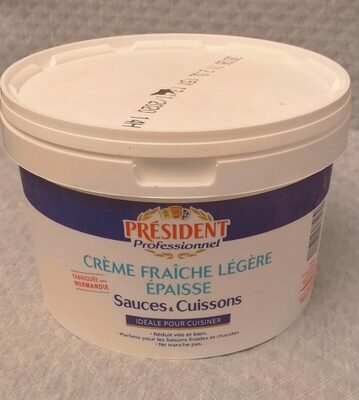 PRÉSIDENT
Professionnel
CRÈME FRAÎCHE LÉGÈRE
ÉPAISSE
FABRIQUÉE EN
NORMANDIE
Sauces & Cuissons
IDÉALE POUR CUISINER
• Réduit vite et bien.
• Parfaite pour les liaisons froides et chaudes
• Ne tranche pas.